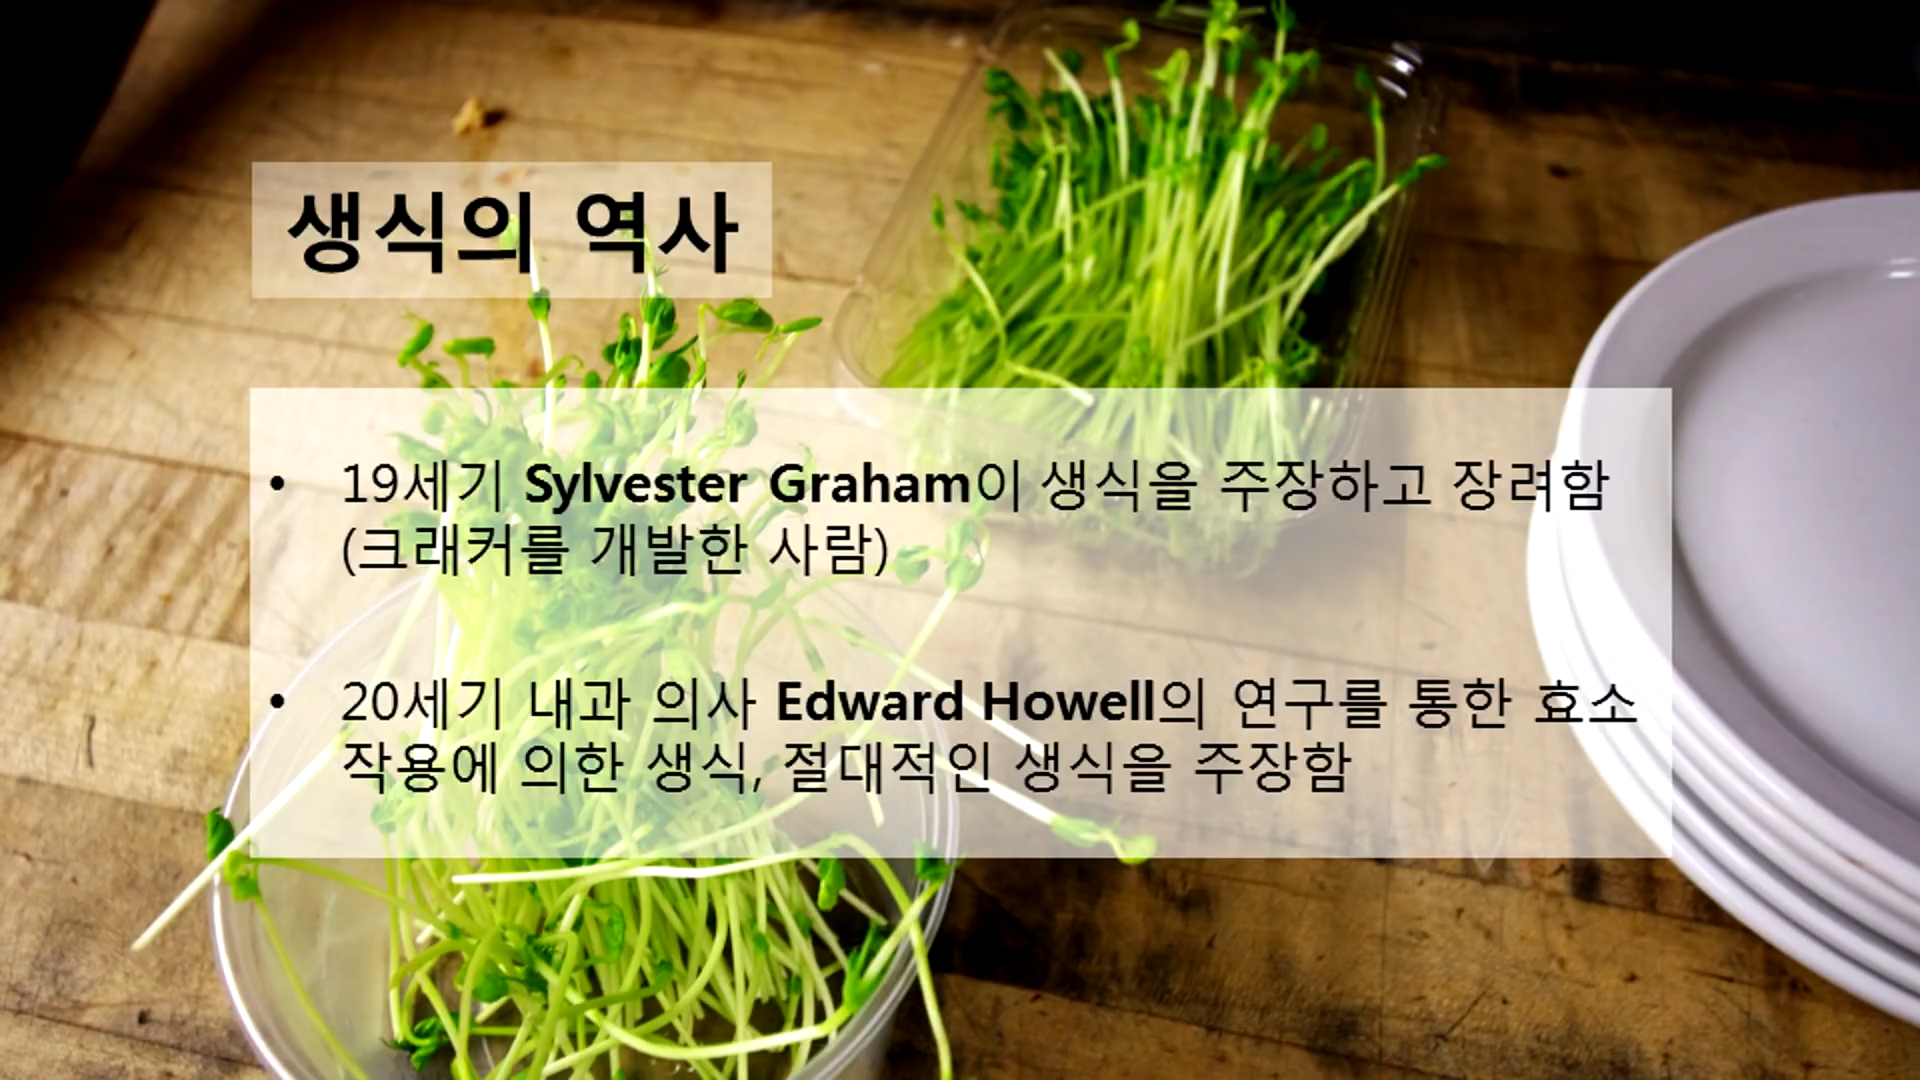 생식의 역사
• 19세기 Sylvester Graham이 생식을 주장하고 장려함
(크래커를 개발한 사람)
• 20세기 내과 의사 Edward Howell의 연구를 통한 효소
작용에 의한 생식, 절대적인 생식을 주장함